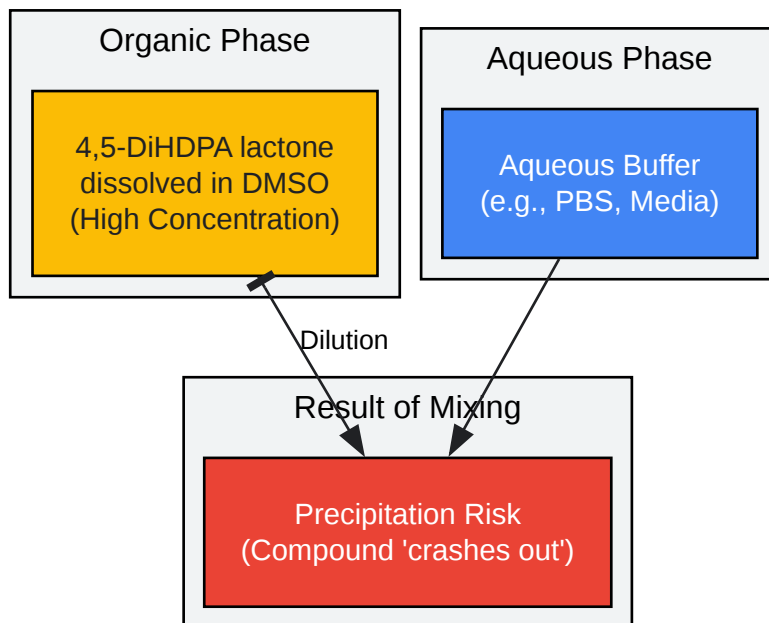 Organic Phase
4,5-DiHDPA lactone
dissolved in DMSO
(High Concentration)
Aqueous Phase
Aqueous Buffer
(e.g., PBS, Media)
Dilution
Result of Mixing
Precipitation Risk
(Compound 'crashes out')